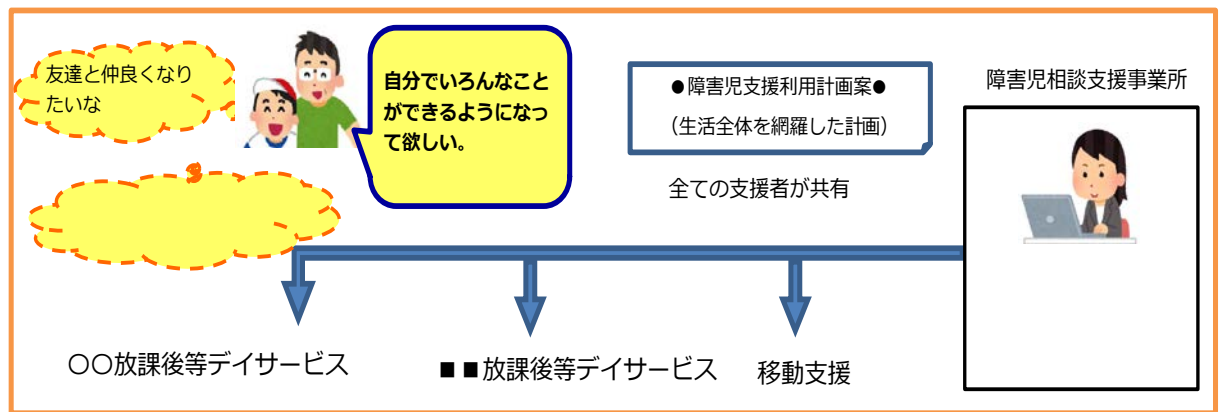 友達と仲良くなり
たいな
自分でいろんなこと
ができるようになっ
て欲しい。
●障害児支援利用計画案●
（生活全体を網羅した計画）
全ての支援者が共有
障害児相談支援事業所
〇〇放課後等デイサービス
■■放課後等デイサービス
移動支援